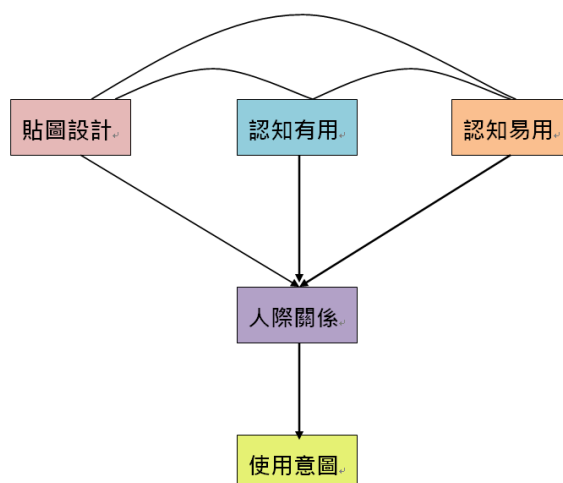 貼圖設計
認知有用
認知易用
人際關係
使用意圖